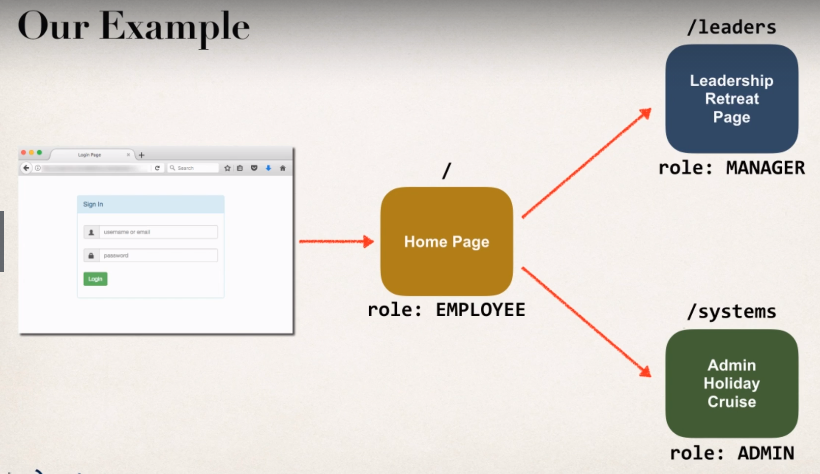 Our Example
/leaders
Leadership
Retreat
Page
role: MANAGER
Login Page
Search
Sign In
username or email
password
Login
/
Home Page
role: EMPLOYEE
/systems
Admin
Holiday
Cruise
role: ADMIN